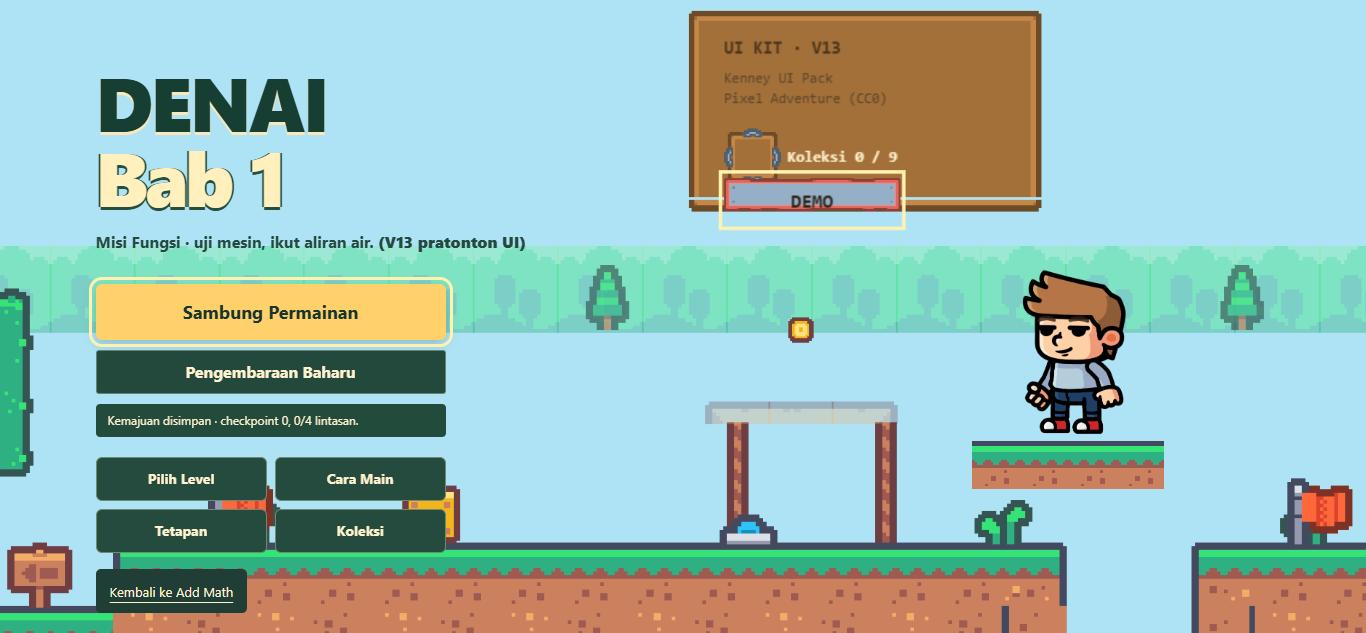 DENAI
Bab 1
Misi Fungsi · uji mesin, ikut aliran air. (V13 pratonton UI)
Sambung Permainan
Pengembaraan Baharu
Kemajuan disimpan · checkpoint 0, 0/4 lintasan.
Pilih Level
Cara Main
Tetapan
Koleksi
Kembali ke Add Math
UI KIT · V13
Kenney UI Pack
Pixel Adventure (CC0)
Koleksi 0 / 9
DEMO